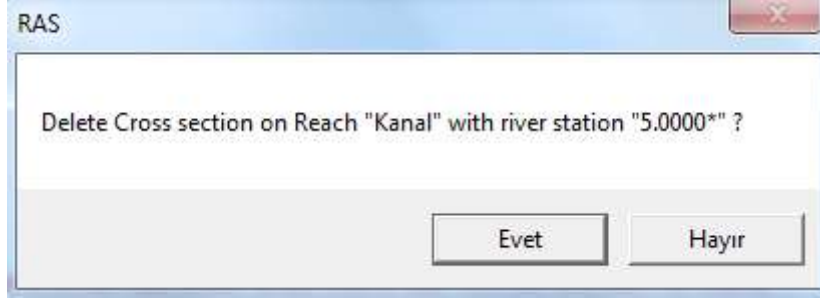 RAS
Delete Cross section on Reach "Kanal" with river station "5.0000*" ?
Evet
Hayır